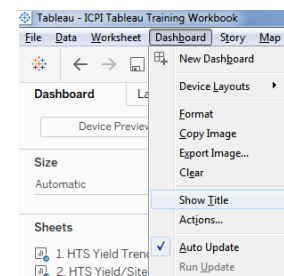 Tableau - ICPI Tableau Training Workbook
File Data Worksheet Dashboard Story Map
New Dashboard
Dashboard La
Device Layouts
Device Preview
Format
Copy Image
Size
Export Image...
Automatic
Clear
Show Title
Sheets
Actions...
1. HTS Yield Trend
Auto Update
2. HTS Yield/Site
Run Update